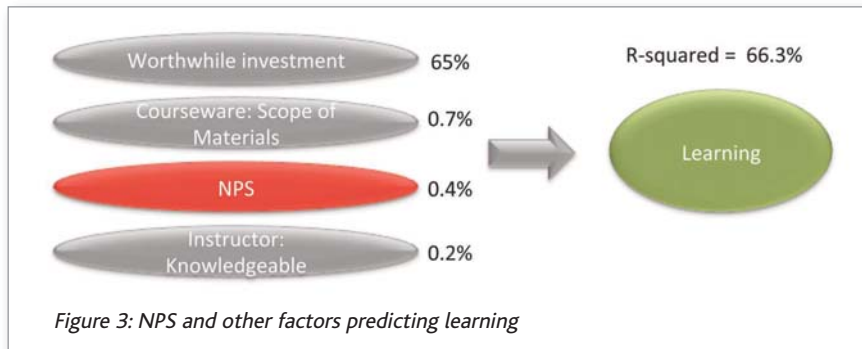 Worthwhile investment
65%
R-squared = 66.3%
Courseware: Scope of
Materials
0.7%
Learning
NPS
0.4%
Instructor:
Knowledgeable
0.2%
Figure 3: NPS and other factors predicting learning